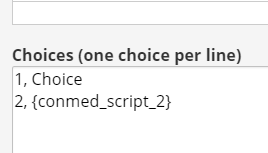 Choices (one choice per line)
1, Choice
2, {conmed_script_2}